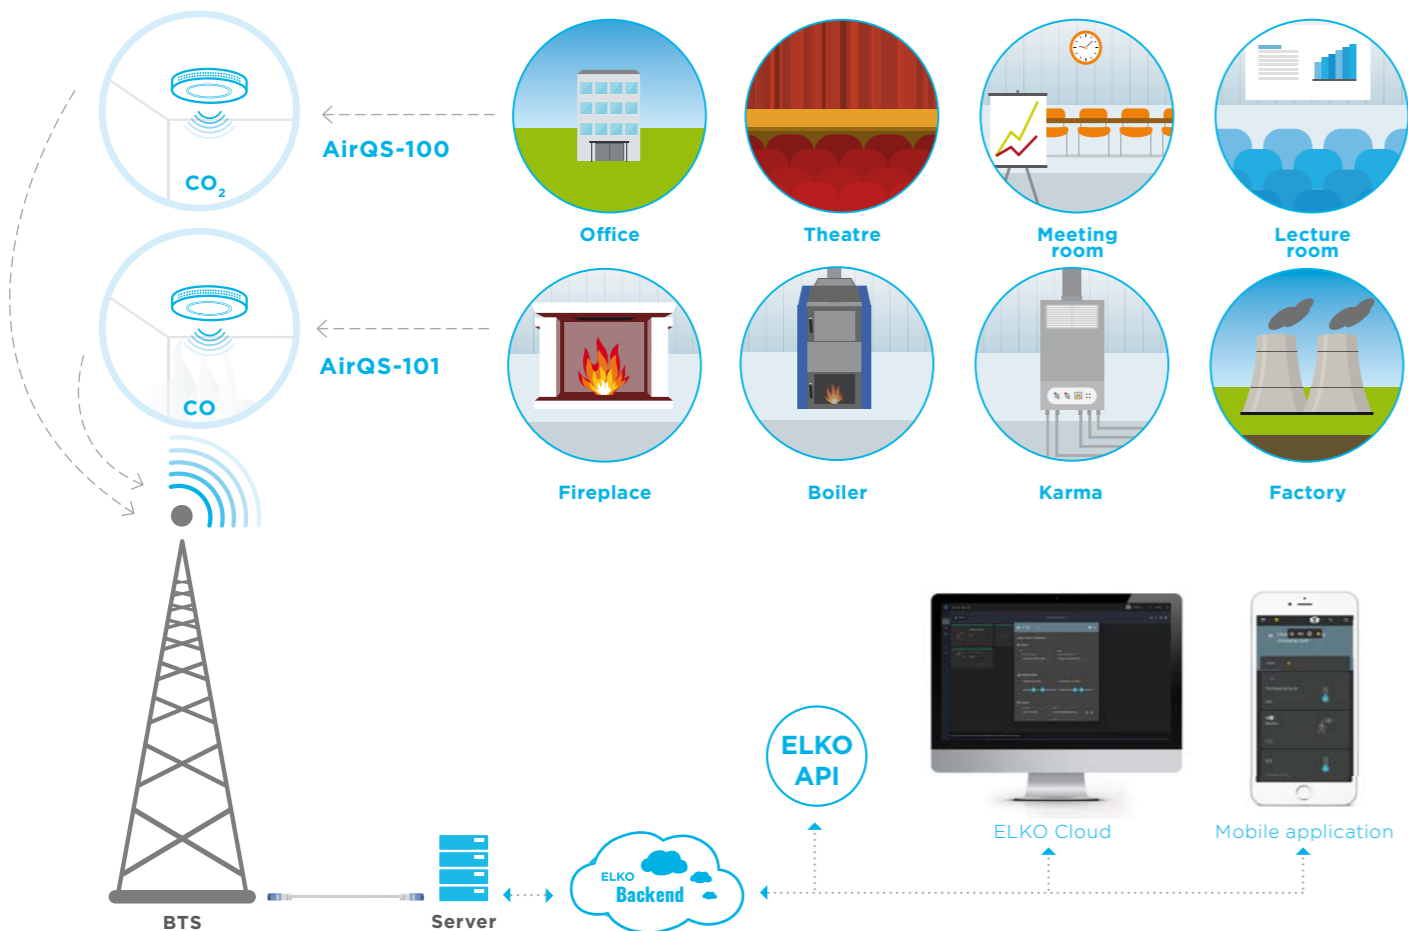 CO2
AirQS-100
Office
Theatre
Meeting
room
Lecture
room
CO
AirQS-101
Fireplace
Boiler
Karma
Factory
ELKO
API
ELKO Cloud
Mobile application
ELKO
Backend
BTS
Server